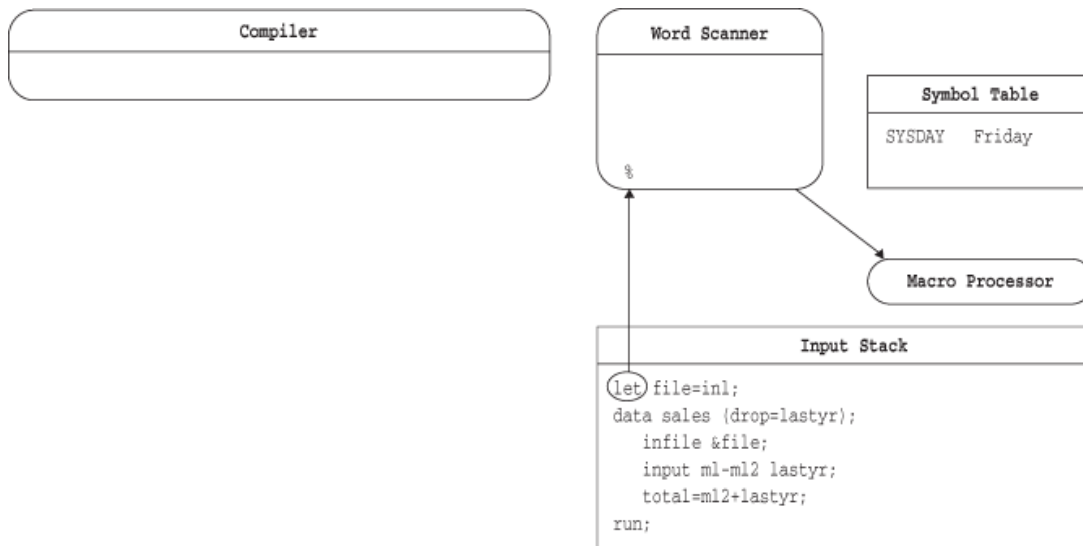 Compiler
Word Scanner
%
Symbol Table
SYSDAY Friday
Macro Processor
Input Stack
let file=inl;
data sales (drop=lastyr);
infile &file;
input ml-ml2 lastyr;
total=ml2+lastyr;
run;